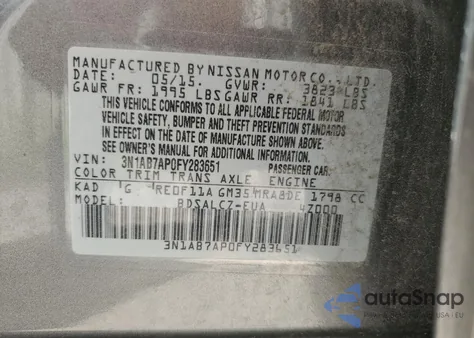 MANUFACTURED BY NISSAN MOTOR CO., LTD.
DATE: 05/15. GVWR: 3823 LBS
GAWR FR: 1995 LBS GAWR RR: 1841 LBS
THIS VEHICLE CONFORMS TO ALL APPLICABLE FEDERAL MOTOR
VEHICLE SAFETY, BUMPER, AND THEFT PREVENTION STANDARDS
IN EFFECT ON THE DATE OF MANUFACTURE SHOWN ABOVE.
SEE OWNER'S MANUAL FOR ADDITIONAL INFORMATION.
VIN: 3N1AB7AP0FY283651 PASSENGER CAR
COLOR TRIM TRANS AXLE ENGINE
KAD G RE0F11A GM35 MRA8DE 1798 CC
MODEL: BDSALCZ-EUA 4Z000
3N1AB7AP0FY283651
autoSnap